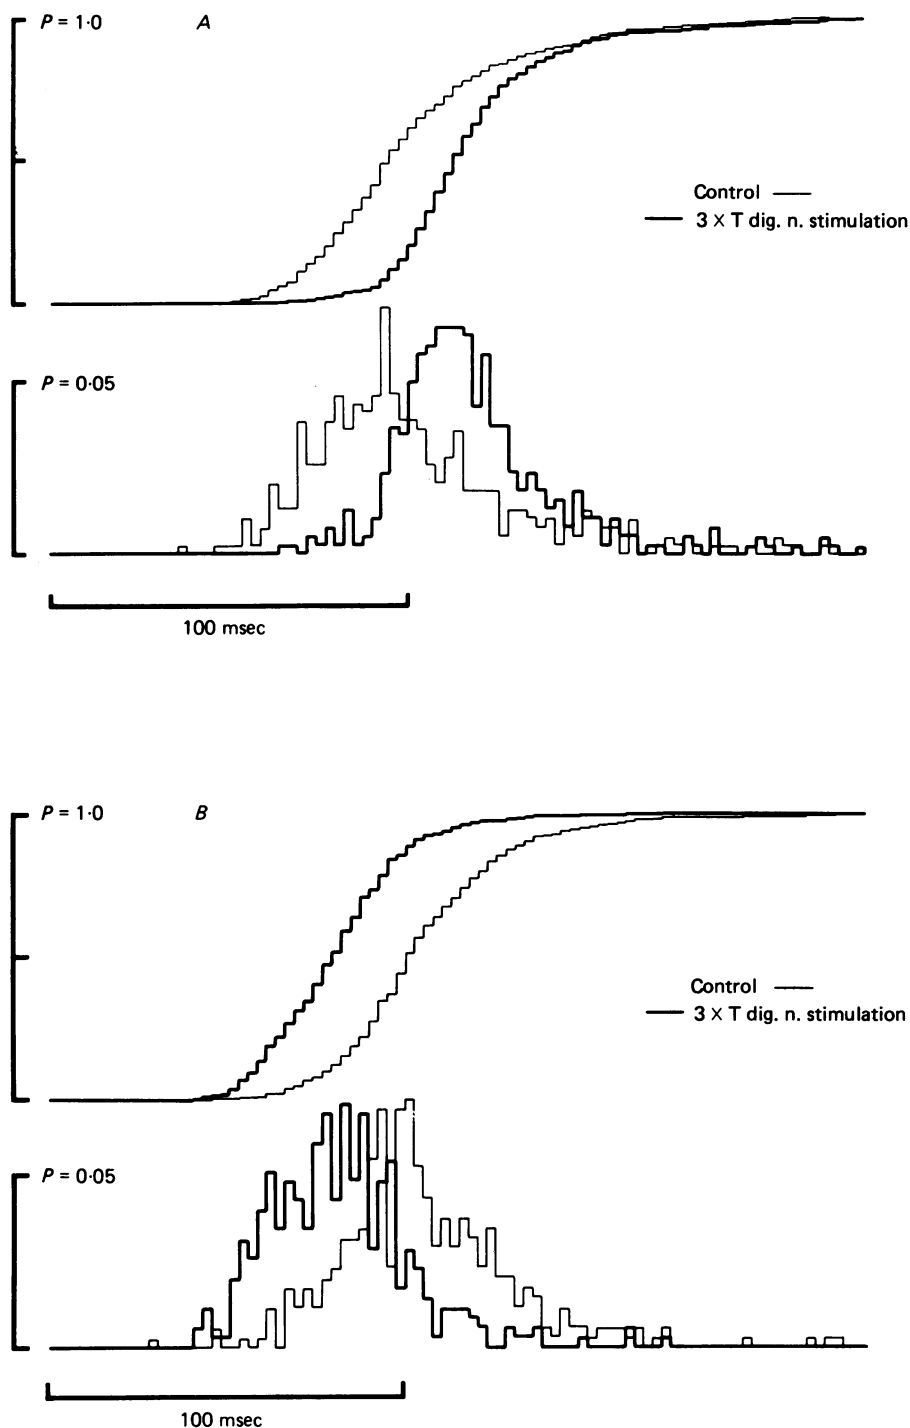 P = 1·0
A
Control
3 × T dig. n. stimulation
P = 0·05
100 msec
P = 1·0
B
Control
3 × T dig. n. stimulation
P = 0·05
100 msec